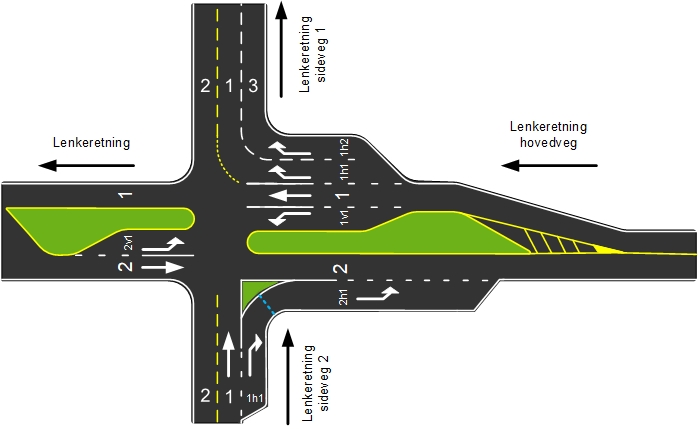 Lenkeretning
sideveg 1
2 1 3
Lenkeretning
Lenkeretning
hovedveg
1h2
1h1
1
1
1v1
2v1
2
2
2h1
2 1 1h1
Lenkeretning
sideveg 2